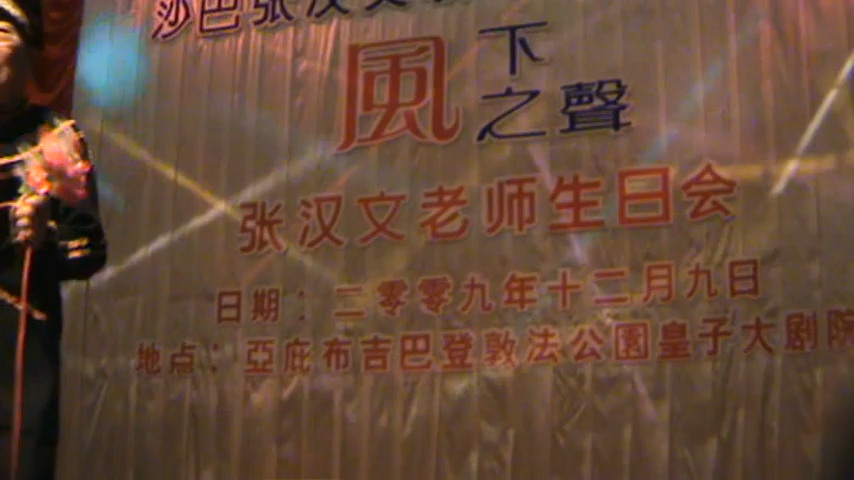 沙巴张汉文
風下之聲
张汉文老师生日会
日期：二零零九年十二月九日
地点：亞庇布吉巴登敦法公園皇子大剧院